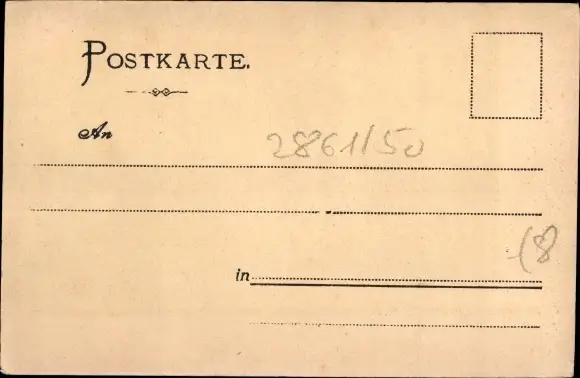 POSTKARTE.
An
2861/50
18
in